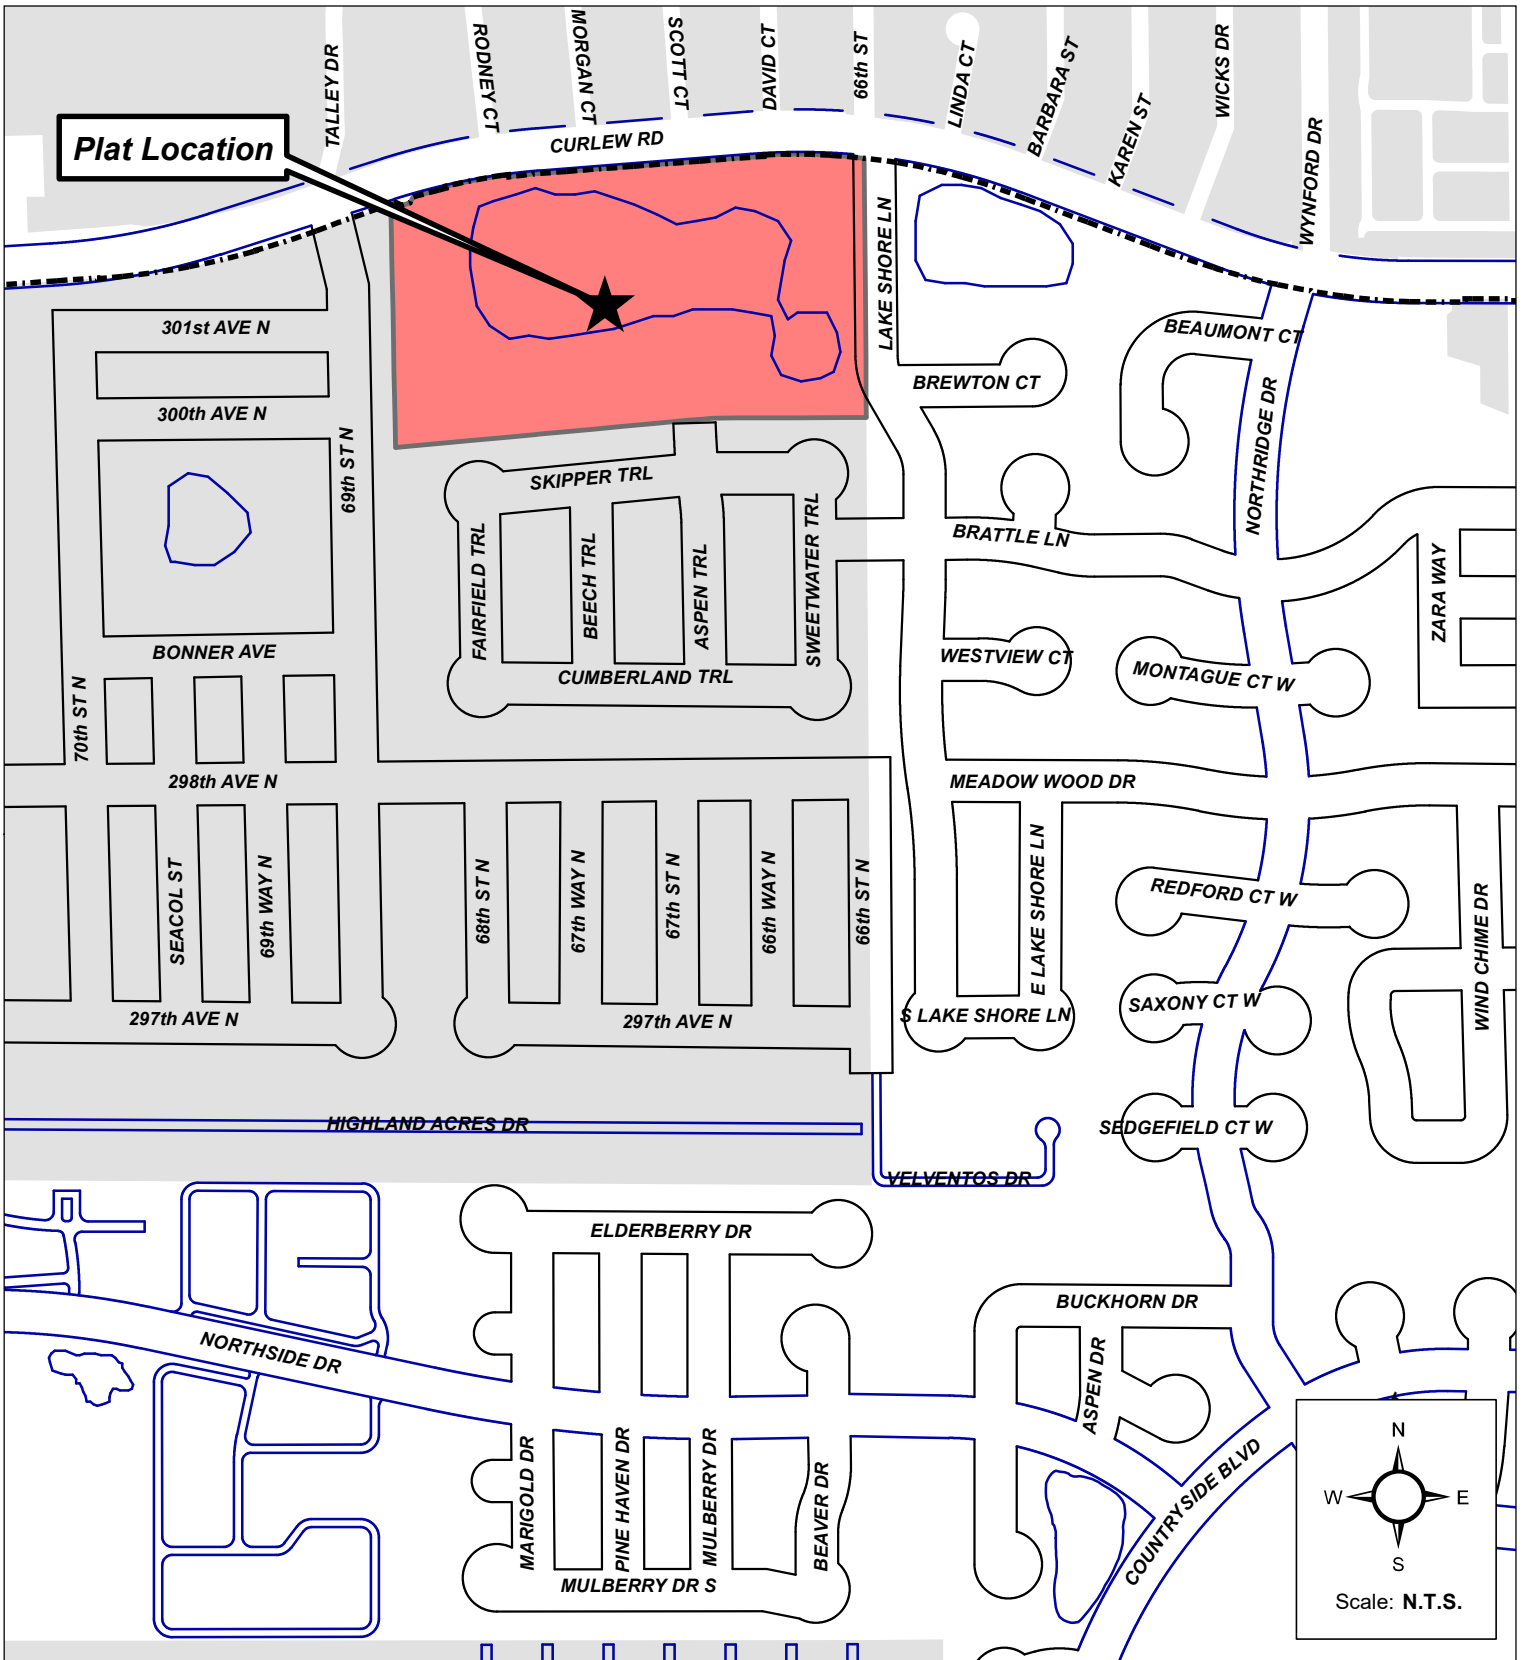 TALLEY DR
RODNEY CT
MORGAN CT
SCOTT CT
DAVID CT
66th ST
LINDA CT
BARBARA ST
KAREN ST
WICKS DR
WYNFORD DR
Plat Location
CURLEW RD
LAKE SHORE LN
301st AVE N
BEAUMONT CT
300th AVE N
BREWTON CT
69th ST N
NORTHRIDGE DR
SKIPPER TRL
FAIRFIELD TRL
BEECH TRL
ASPEN TRL
SWEETWATER TRL
BRATTLE LN
ZARA WAY
BONNER AVE
WESTVIEW CT
CUMBERLAND TRL
MONTAGUE CT W
70th ST N
298th AVE N
MEADOW WOOD DR
SEACOL ST
69th WAY N
68th ST N
67th WAY N
67th ST N
66th WAY N
66th ST N
E LAKE SHORE LN
REDFORD CT W
WIND CHIME DR
297th AVE N
297th AVE N
S LAKE SHORE LN
SAXONY CT W
HIGHLAND ACRES DR
SEDGEFIELD CT W
VELVENTOS DR
ELDERBERRY DR
BUCKHORN DR
NORTHSIDE DR
ASPEN DR
MARIGOLD DR
PINE HAVEN DR
MULBERRY DR
BEAVER DR
COUNTRYSIDE BLVD
MULBERRY DR S
N
W
E
S
Scale: N.T.S.